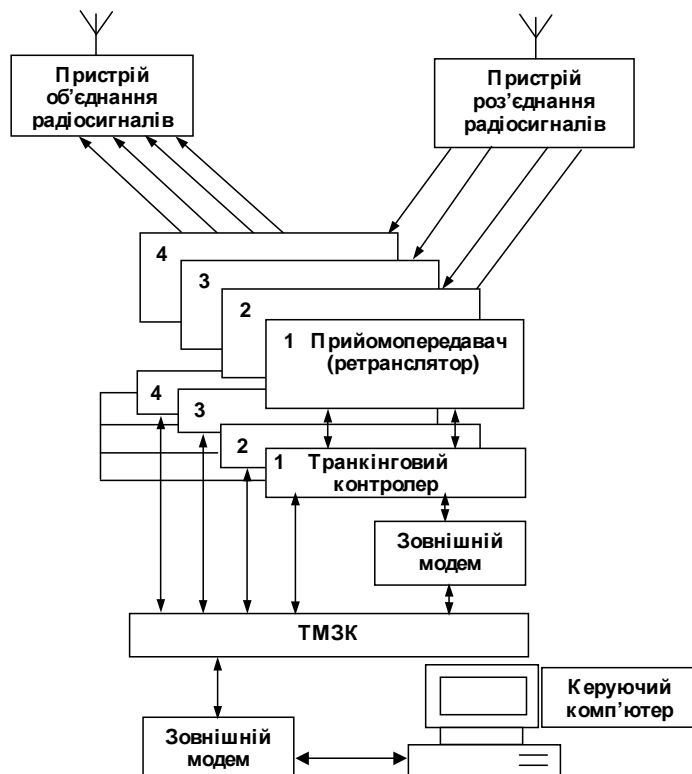 Пристрій
об’єднання
радіосигналів
Пристрій
роз’єднання
радіосигналів
4
3
2
1 Прийомопередавач
(ретранслятор)
4
3
2
1 Транкінговий
контролер
Зовнішній
модем
ТМЗК
Керуючий
комп’ютер
Зовнішній
модем